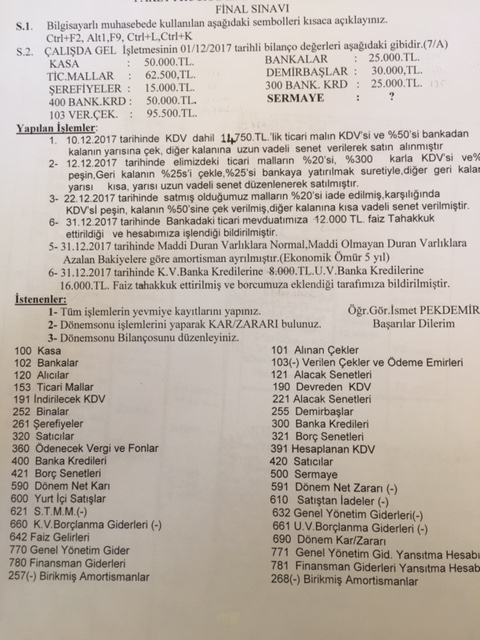 FİNAL SINAVI
S.1. Bilgisayarlı muhasebede kullanılan aşağıdaki sembolleri kısaca açıklayınız.
Ctrl+F2, Alt1,F9, Ctrl+L,Ctrl+K
S.2. ÇALIŞDA GEL İşletmesinin 01/12/2017 tarihli bilanço değerleri aşağıdaki gibidir.(7/A)
KASA : 50.000.TL. BANKALAR : 25.000.TL.
TİC.MALLAR : 62.500,TL. DEMİRBAŞLAR : 30.000,TL.
ŞEREFİYELER : 15.000.TL. 300 BANK. KRD : 25.000.TL.
400 BANK.KRD : 50.000.TL. SERMAYE : ?
103 VER.ÇEK. : 95.500.TL.
Yapılan İşlemler:
1. 10.12.2017 tarihinde KDV dahil 11,750.TL.'lik ticari malın KDV'si ve %50'si bankadan
kalanın yarısına çek, diğer kalanına uzun vadeli senet verilerek satın alınmıştır
2- 12.12.2017 tarihinde elimizdeki ticari malların %20'si, %300 karla KDV'si ve%
peşin,Geri kalanın %25s'i çekle,%25'si bankaya yatırılmak suretiyle,diğer geri kalan
yarısı kısa, yarısı uzun vadeli senet düzenlenerek satılmıştır.
3- 22.12.2017 tarihinde satmış olduğumuz malların %20'si iade edilmiş,karşılığında
KDV'sİ peşin, kalanın %50'sine çek verilmiş,diğer kalanına kısa vadeli senet verilmiştir.
6- 31.12.2017 tarihinde Bankadaki ticari mevduatımıza 12.000 TL. faiz Tahakkuk
ettirildiği ve hesabımıza işlendiği bildirilmiştir.
5- 31.12.2017 tarihinde Maddi Duran Varlıklara Normal,Maddi Olmayan Duran Varlıklara
Azalan Bakiyelere göre amortisman ayrılmıştır.(Ekonomik Ömür 5 yıl)
6- 31.12.2017 tarihinde K.V.Banka Kredilerine 8.000TL.U.V.Banka Kredilerine
16.000TL. Faiz tahakkuk ettirilmiş ve borcumuza eklendiği tarafımıza bildirilmiştir.
İstenenler:
1- Tüm işlemlerin yevmiye kayıtlarını yapınız. Öğr.Gör.İsmet PEKDEMİR
2- Dönemsonu işlemlerini yaparak KAR/ZARARI bulunuz. Başarılar Dilerim
3- Dönemsonu Bilançosunu düzenleyiniz.
100 Kasa 101 Alınan Çekler
102 Bankalar 103(-) Verilen Çekler ve Ödeme Emirleri
120 Alıcılar 121 Alacak Senetleri
153 Ticari Mallar 190 Devreden KDV
191 İndirilecek KDV 221 Alacak Senetleri
252 Binalar 255 Demirbaşlar
261 Şerefiyeler 300 Banka Kredileri
320 Satıcılar 321 Borç Senetleri
360 Ödenecek Vergi ve Fonlar 391Hesaplanan KDV
400 Banka Kredileri 420 Satıcılar
421 Borç Senetleri 500 Sermaye
590 Dönem Net Karı 591 Dönem Net Zararı (-)
600 Yurt İçi Satışlar 610 Satıştan İadeler (-)
621 S.T.M.M.(-) 632 Genel Yönetim Giderleri(-)
660 K.V.Borçlanma Giderleri (-) 661 U.V.Borçlanma Giderleri (-)
642 Faiz Gelirleri 690 Dönem Kar/Zararı
770 Genel Yönetim Gider 771 Genel Yönetim Gid. Yansıtma Hesabı
780 Finansman Giderleri 781 Finansman Giderleri Yansıtma Hesab
257(-) Birikmiş Amortismanlar 268(-) Birikmiş Amortismanlar